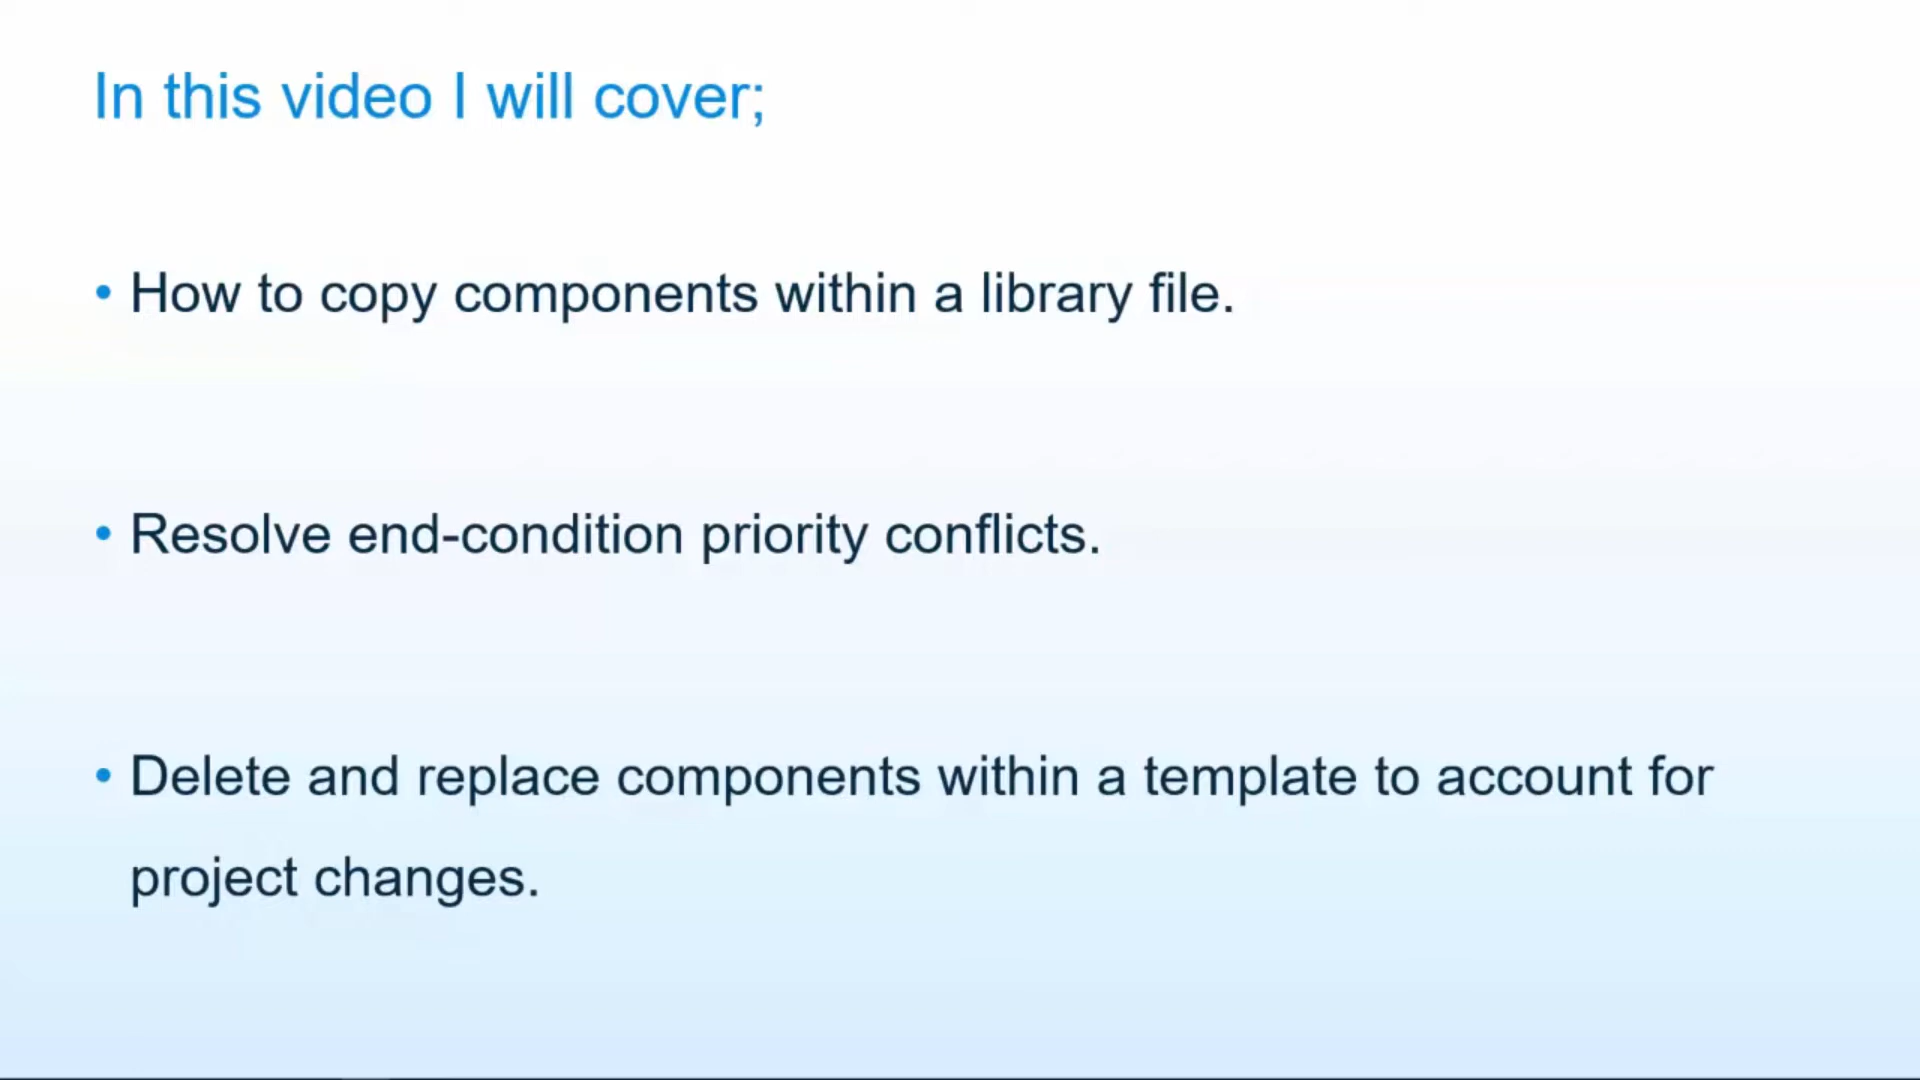 In this video I will cover;
• How to copy components within a library file.
• Resolve end-condition priority conflicts.
• Delete and replace components within a template to account for
project changes.